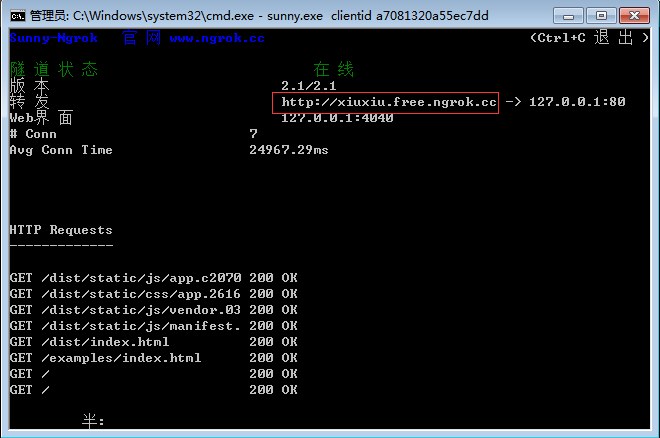 管理员: C:\Windows\system32\cmd.exe - sunny.exe  clientid a7081320a55ec7dd
Sunny-Ngrok 官网 www.ngrok.cc (Ctrl+C 退出)
隧道状态 在线
版本 2.1/2.1
转发 http://xiuxiu.free.ngrok.cc -> 127.0.0.1:80
Web界面 127.0.0.1:4040
# Conn 7
Avg Conn Time 24967.29ms
HTTP Requests
-------------
GET /dist/static/js/app.c2070 200 OK
GET /dist/static/css/app.2616 200 OK
GET /dist/static/js/vendor.03 200 OK
GET /dist/static/js/manifest. 200 OK
GET /dist/index.html 200 OK
GET /examples/index.html 200 OK
GET / 200 OK
GET / 200 OK
半: